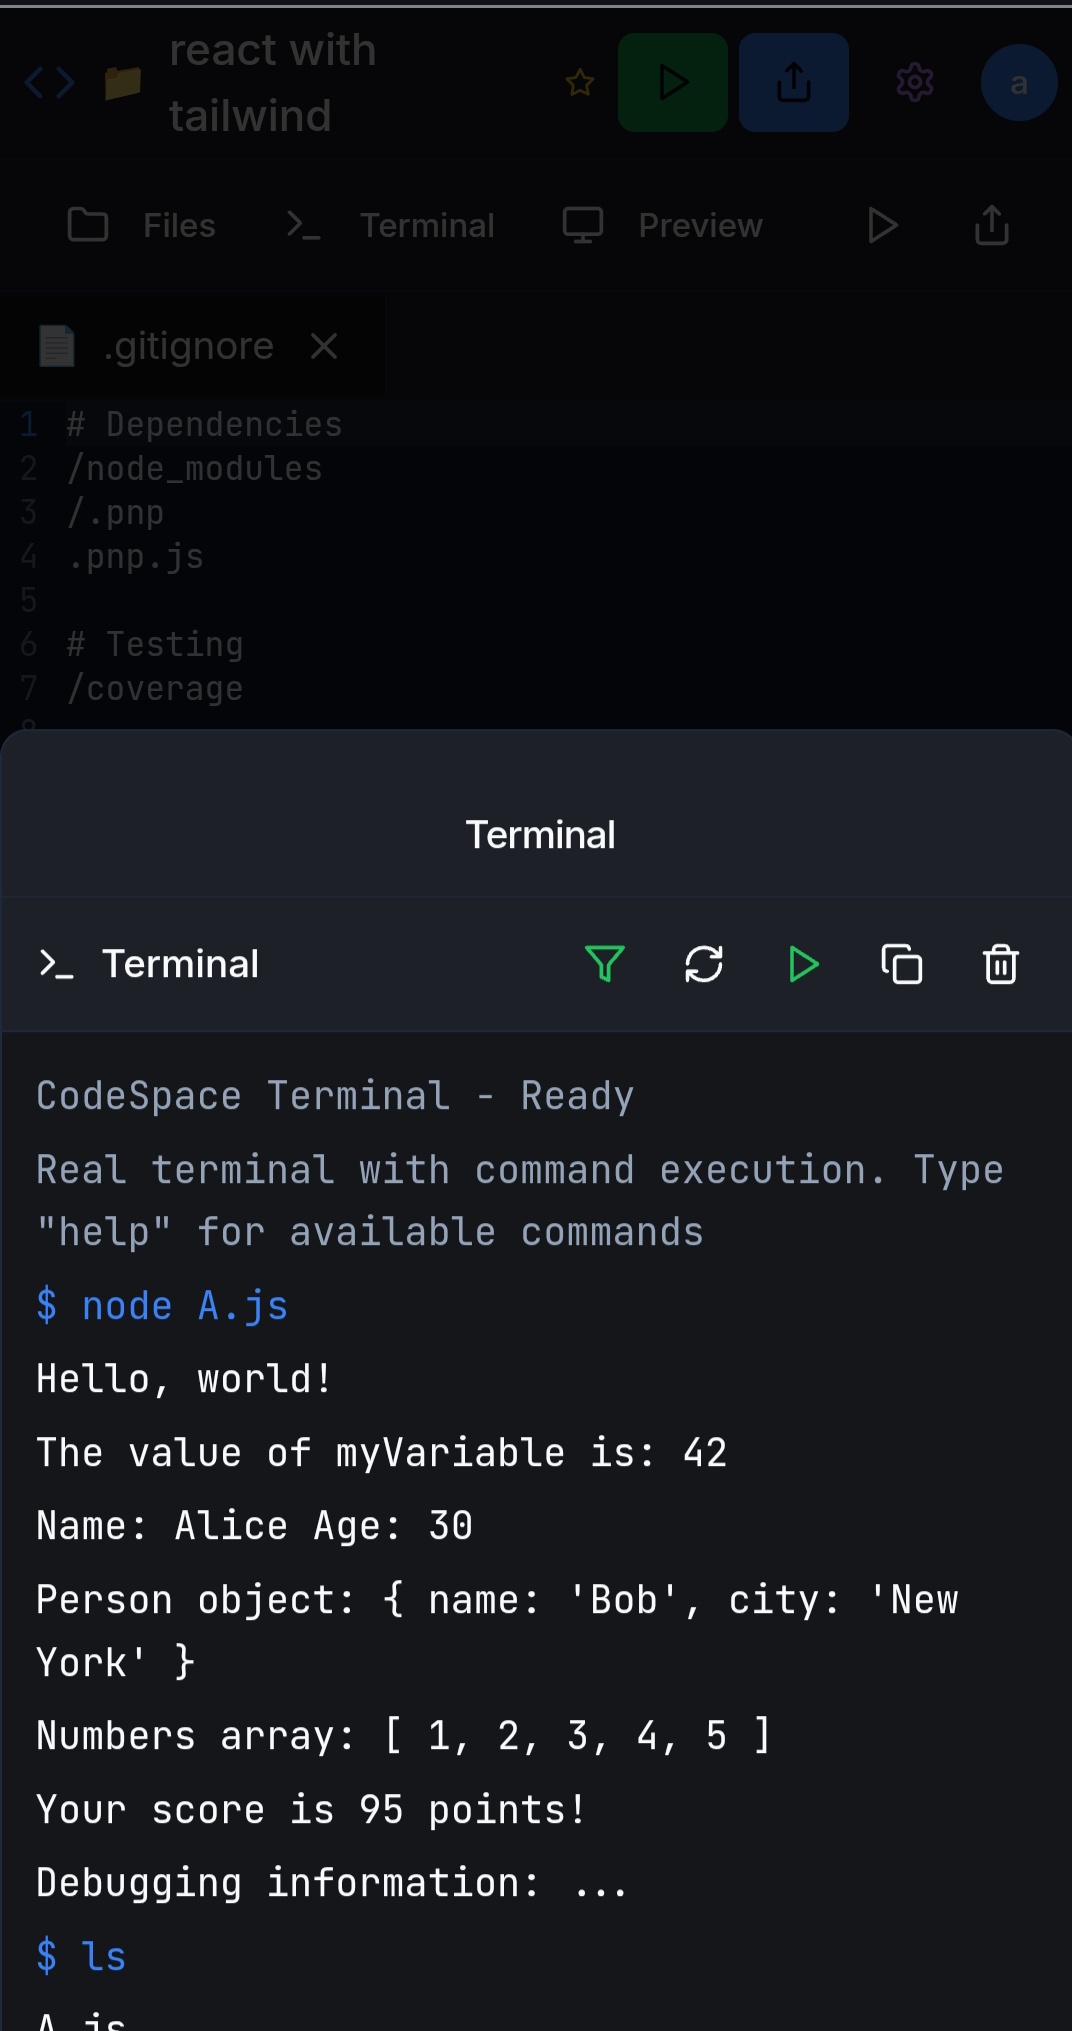 react with
tailwind
a
Files Terminal Preview
.gitignore
1 # Dependencies
2 /node_modules
3 /.pnp
4 .pnp.js
5
6 # Testing
7 /coverage
8
Terminal
Terminal
CodeSpace Terminal - Ready
Real terminal with command execution. Type
"help" for available commands
$ node A.js
Hello, world!
The value of myVariable is: 42
Name: Alice Age: 30
Person object: { name: 'Bob', city: 'New
York' }
Numbers array: [ 1, 2, 3, 4, 5 ]
Your score is 95 points!
Debugging information: ...
$ ls
A.js